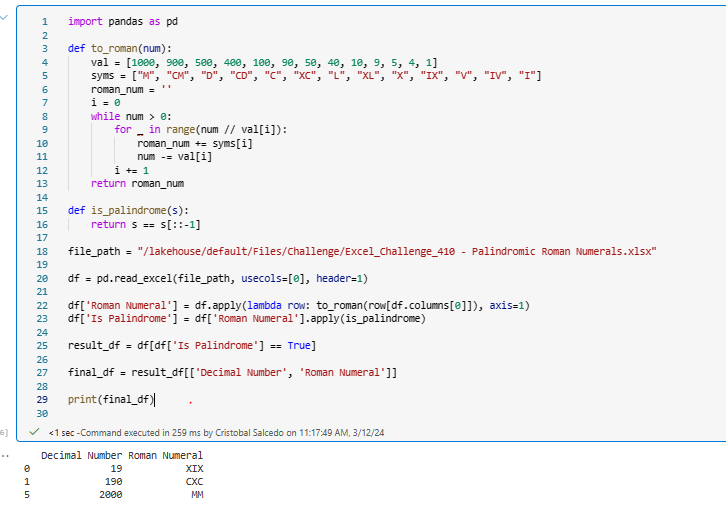 1 import pandas as pd
2
3 def to_roman(num):
4     val = [1000, 900, 500, 400, 100, 90, 50, 40, 10, 9, 5, 4, 1]
5     syms = ["M", "CM", "D", "CD", "C", "XC", "L", "XL", "X", "IX", "V", "IV", "I"]
6     roman_num = ''
7     i = 0
8     while num > 0:
9         for _ in range(num // val[i]):
10             roman_num += syms[i]
11             num -= val[i]
12         i += 1
13     return roman_num
14
15 def is_palindrome(s):
16     return s == s[::-1]
17
18 file_path = "/lakehouse/default/Files/Challenge/Excel_Challenge_410 - Palindromic Roman Numerals.xlsx"
19
20 df = pd.read_excel(file_path, usecols=[0], header=1)
21
22 df['Roman Numeral'] = df.apply(lambda row: to_roman(row[df.columns[0]]), axis=1)
23 df['Is Palindrome'] = df['Roman Numeral'].apply(is_palindrome)
24
25 result_df = df[df['Is Palindrome'] == True]
26
27 final_df = result_df[['Decimal Number', 'Roman Numeral']]
28
29 print(final_df)
30
6] <1 sec -Command executed in 259 ms by Cristobal Salcedo on 11:17:49 AM, 3/12/24
Decimal Number Roman Numeral
0 19 XIX
1 190 CXC
5 2000 MM